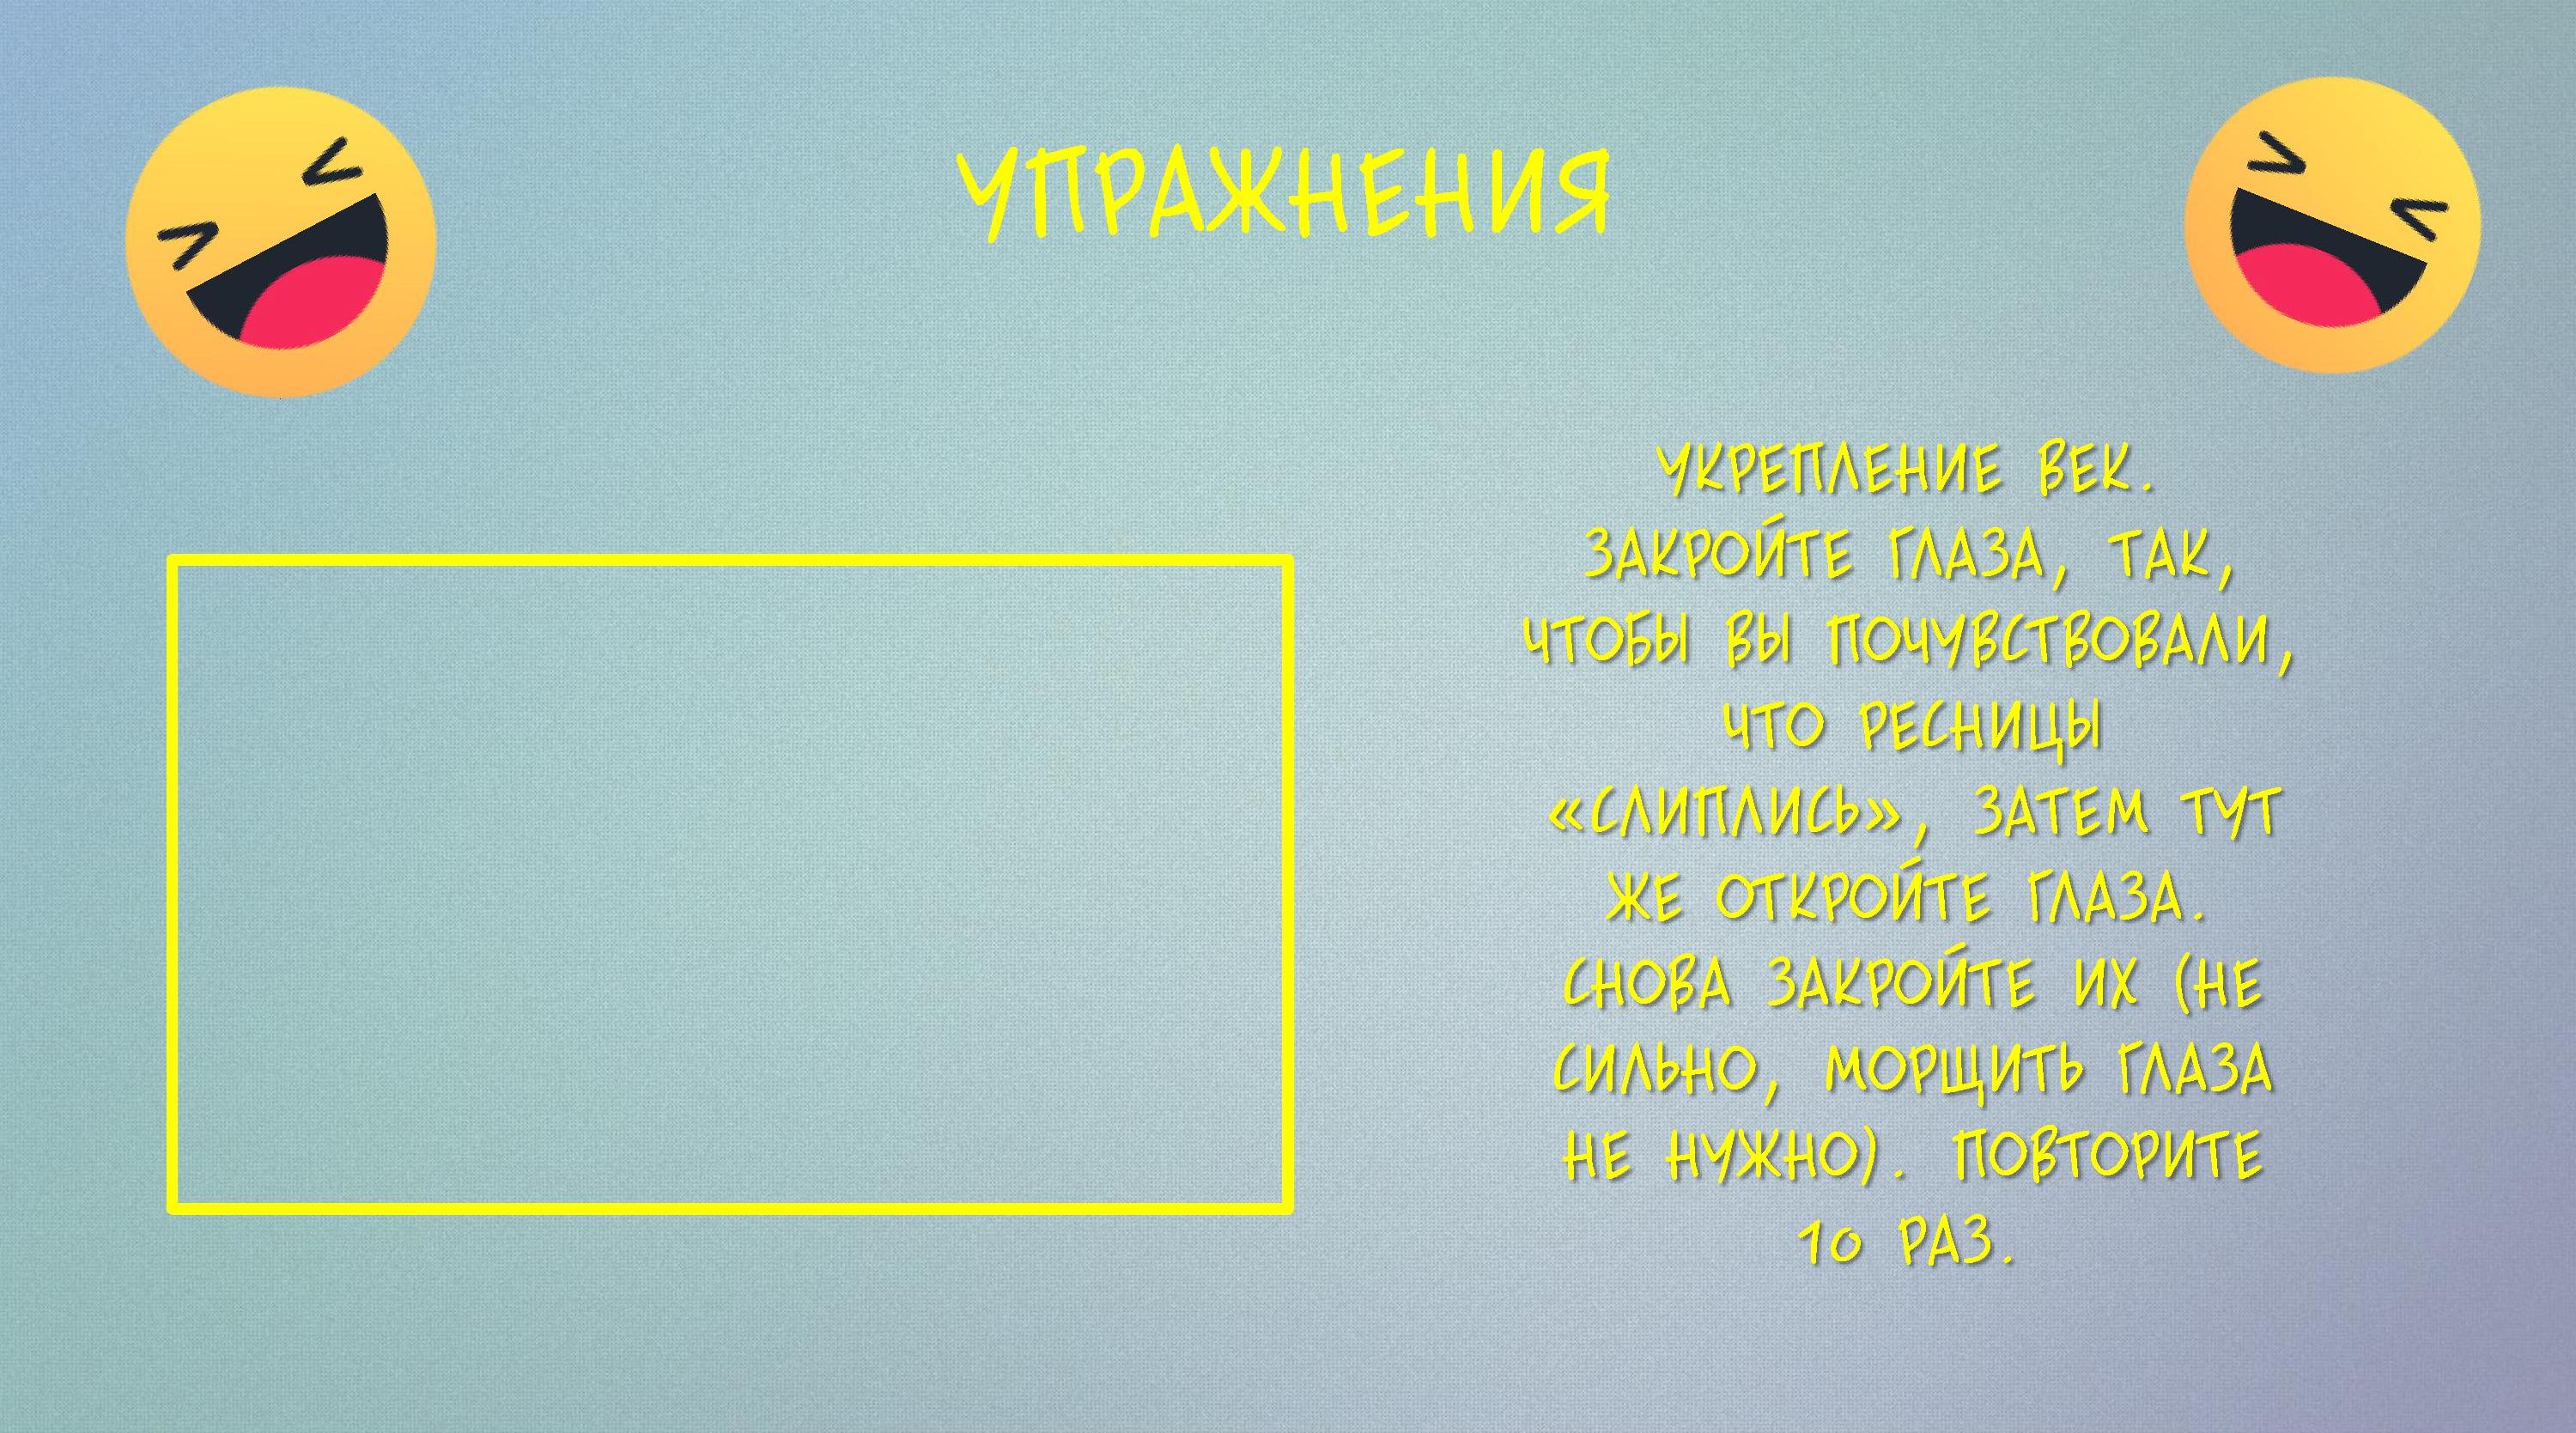 УПРАЖНЕНИЯ
УКРЕПЛЕНИЕ ВЕК.
ЗАКРОЙТЕ ГЛАЗА, ТАК,
ЧТОБЫ ВЫ ПОЧУВСТВОВАЛИ,
ЧТО РЕСНИЦЫ
«СЛИПЛИСЬ», ЗАТЕМ ТУТ
ЖЕ ОТКРОЙТЕ ГЛАЗА.
СНОВА ЗАКРОЙТЕ ИХ (НЕ
СИЛЬНО, МОРЩИТЬ ГЛАЗА
НЕ НУЖНО). ПОВТОРИТЕ
10 РАЗ.